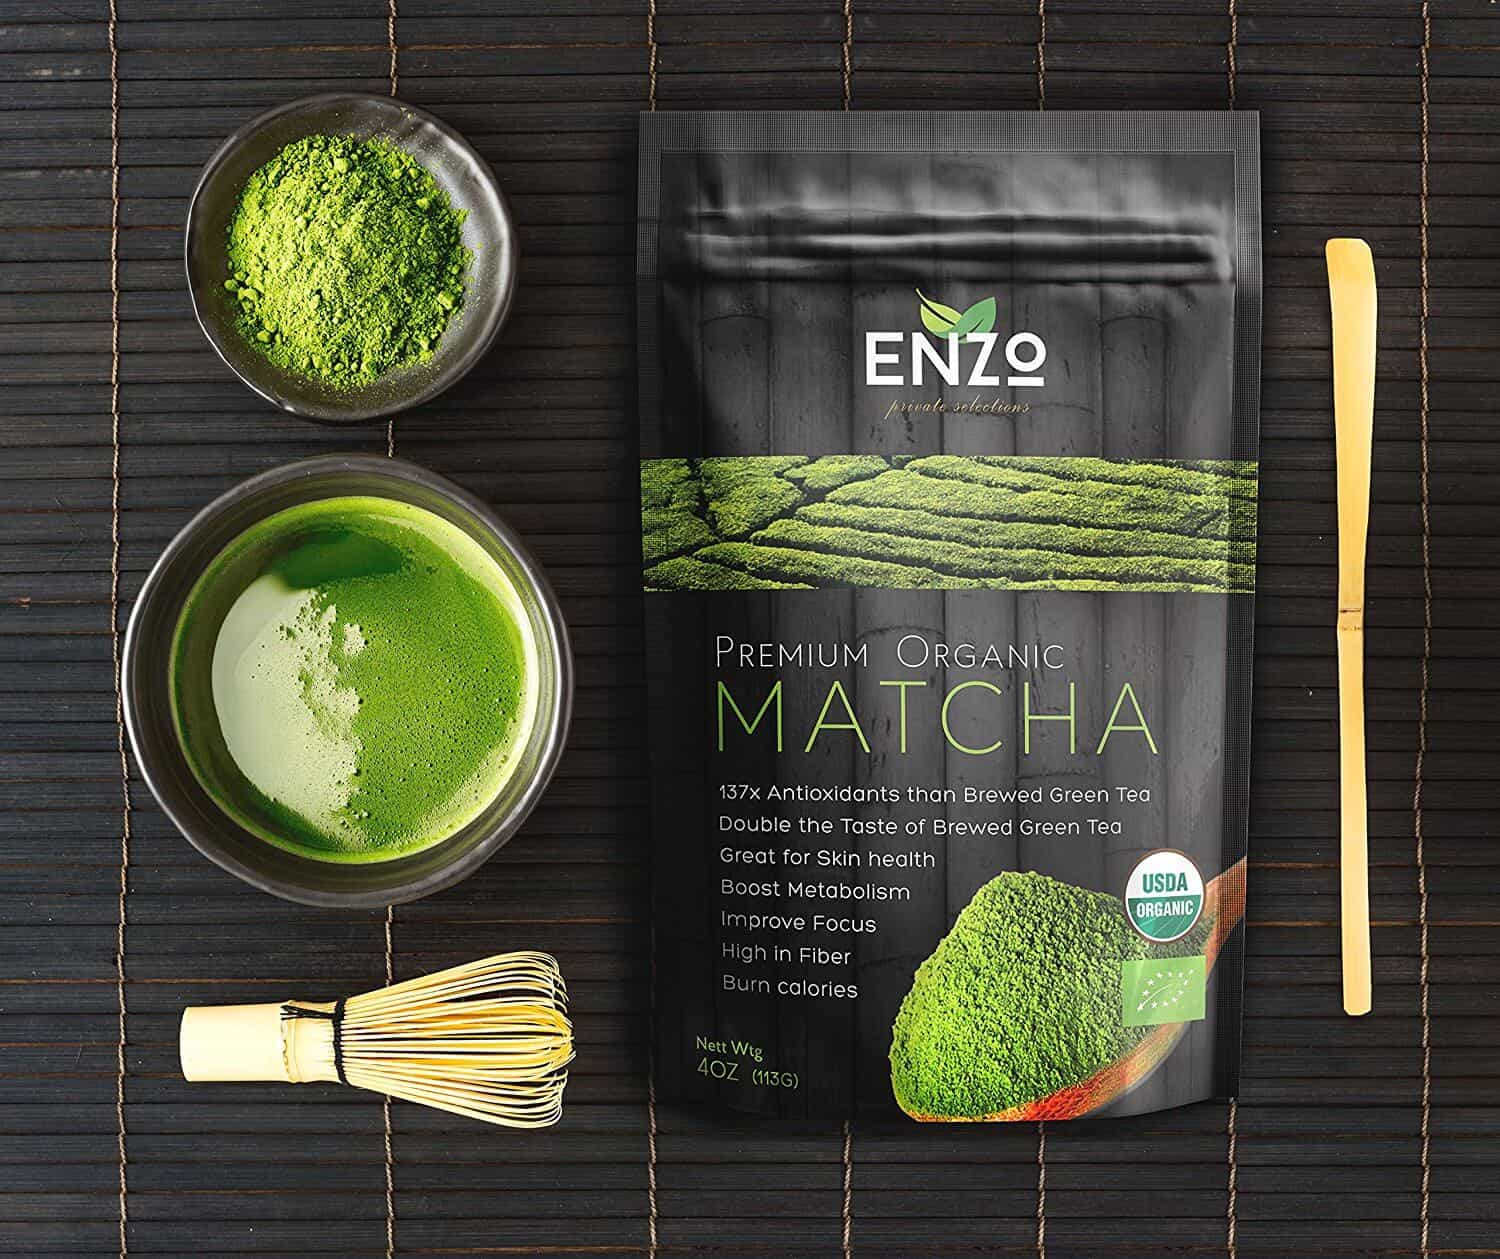 ENZO
private selections
PREMIUM ORGANIC
MATCHA
137x Antioxidants than Brewed Green Tea
Double the Taste of Brewed Green Tea
Great for Skin health
Boost Metabolism
Improve Focus
High in Fiber
Burn calories
USDA
ORGANIC
Nett Wtg
4OZ (113G)